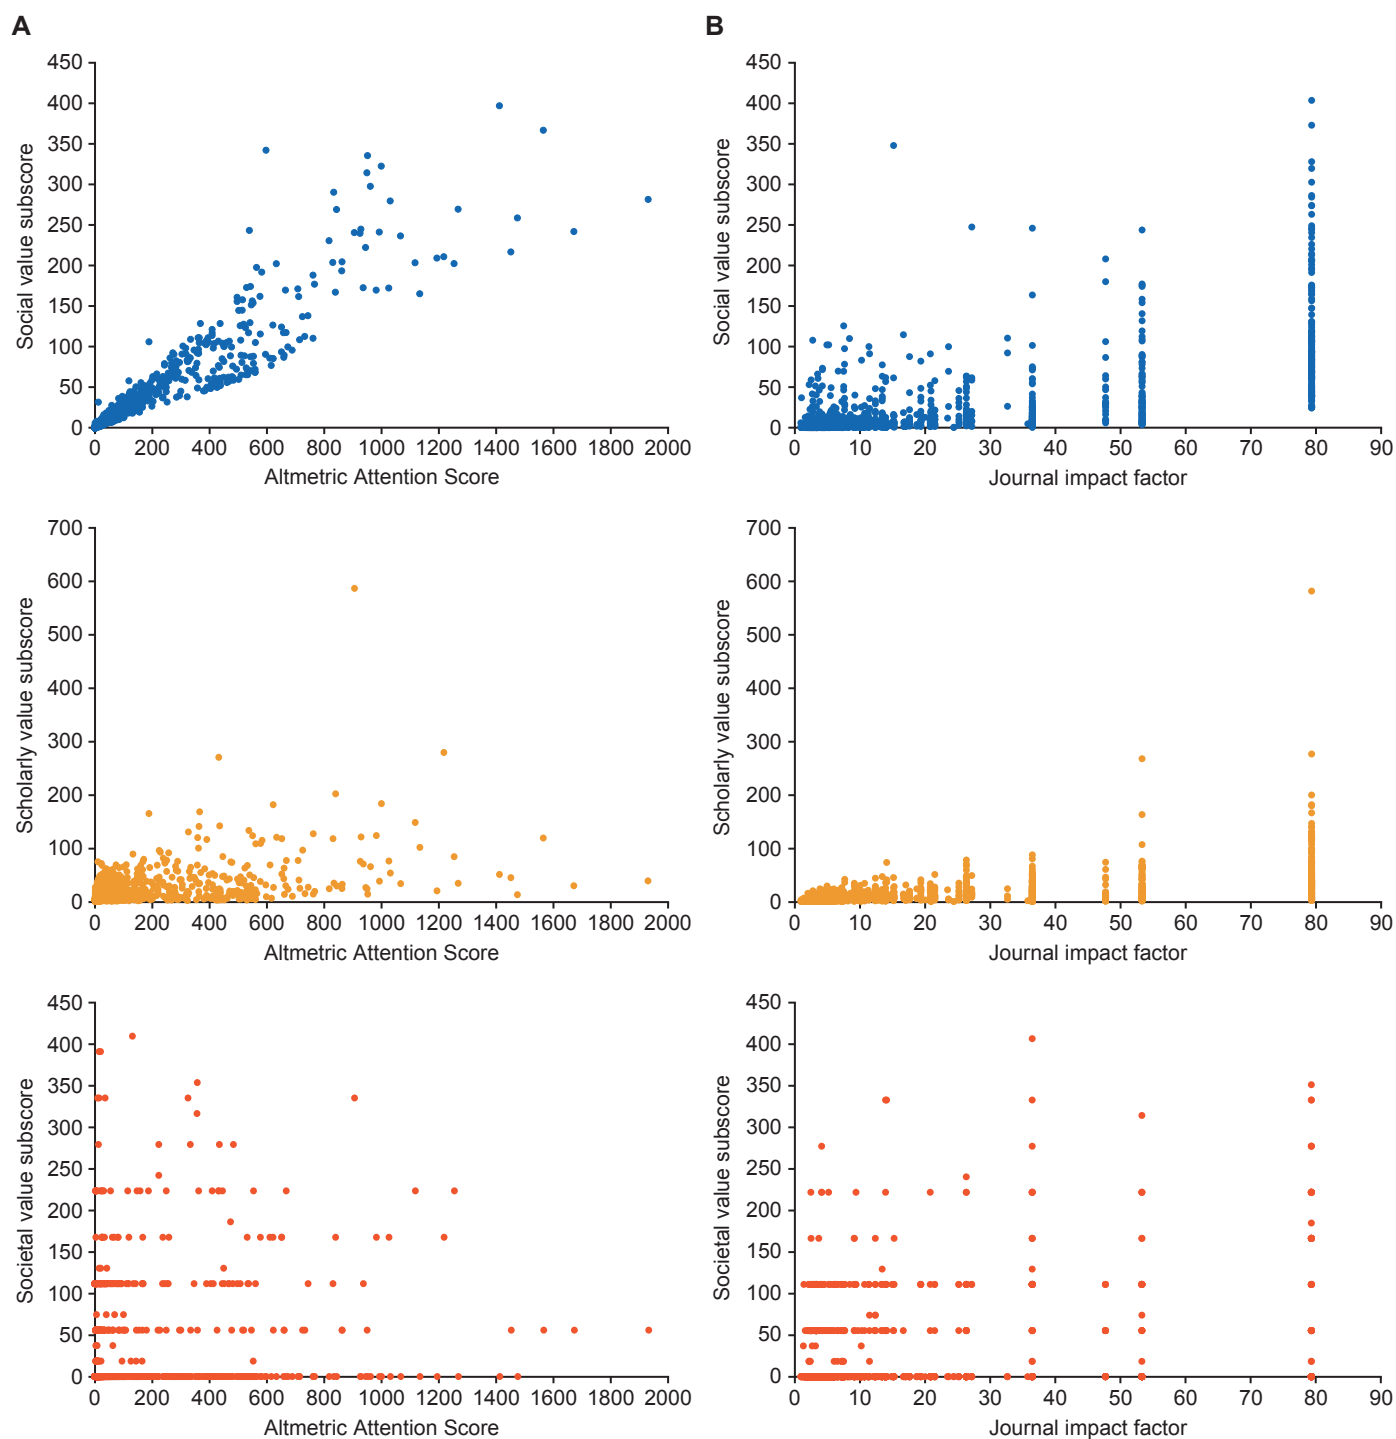 A
B
450
400
350
300
250
200
150
100
50
0
Social value subscore
0 200 400 600 800 1000 1200 1400 1600 1800 2000
Altmetric Attention Score
450
400
350
300
250
200
150
100
50
0
Social value subscore
0 10 20 30 40 50 60 70 80 90
Journal impact factor
700
600
500
400
300
200
100
0
Scholarly value subscore
0 200 400 600 800 1000 1200 1400 1600 1800 2000
Altmetric Attention Score
700
600
500
400
300
200
100
0
Scholarly value subscore
0 10 20 30 40 50 60 70 80 90
Journal impact factor
450
400
350
300
250
200
150
100
50
0
Societal value subscore
0 200 400 600 800 1000 1200 1400 1600 1800 2000
Altmetric Attention Score
450
400
350
300
250
200
150
100
50
0
Societal value subscore
0 10 20 30 40 50 60 70 80 90
Journal impact factor